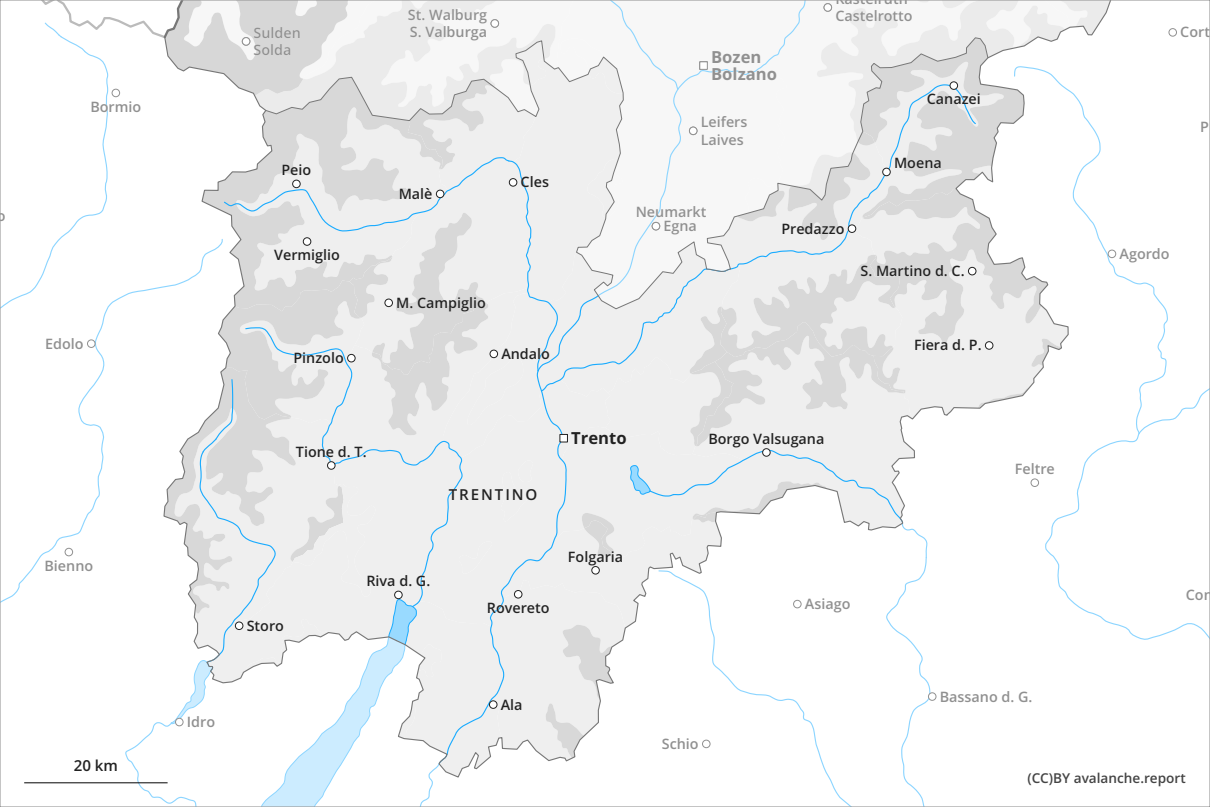 Kastelruth
Castelrotto
St. Walburg
S. Valburga
Sulden
Solda
Cort
Bozen
Bolzano
Bormio
Canazei
Leifers
Laives
P
Moena
Peio
Malè
Cles
Neumarkt
Egna
Predazzo
Vermiglio
Agordo
S. Martino d. C.
M. Campiglio
Edolo
Pinzolo
Andalo
Fiera d. P.
Trento
Borgo Valsugana
Tione d. T.
Feltre
TRENTINO
Bienno
Folgaria
Riva d. G.
Cor
Rovereto
Asiago
Storo
Bassano d. G.
Ala
Idro
Schio
20 km
(CC)BY avalanche.report